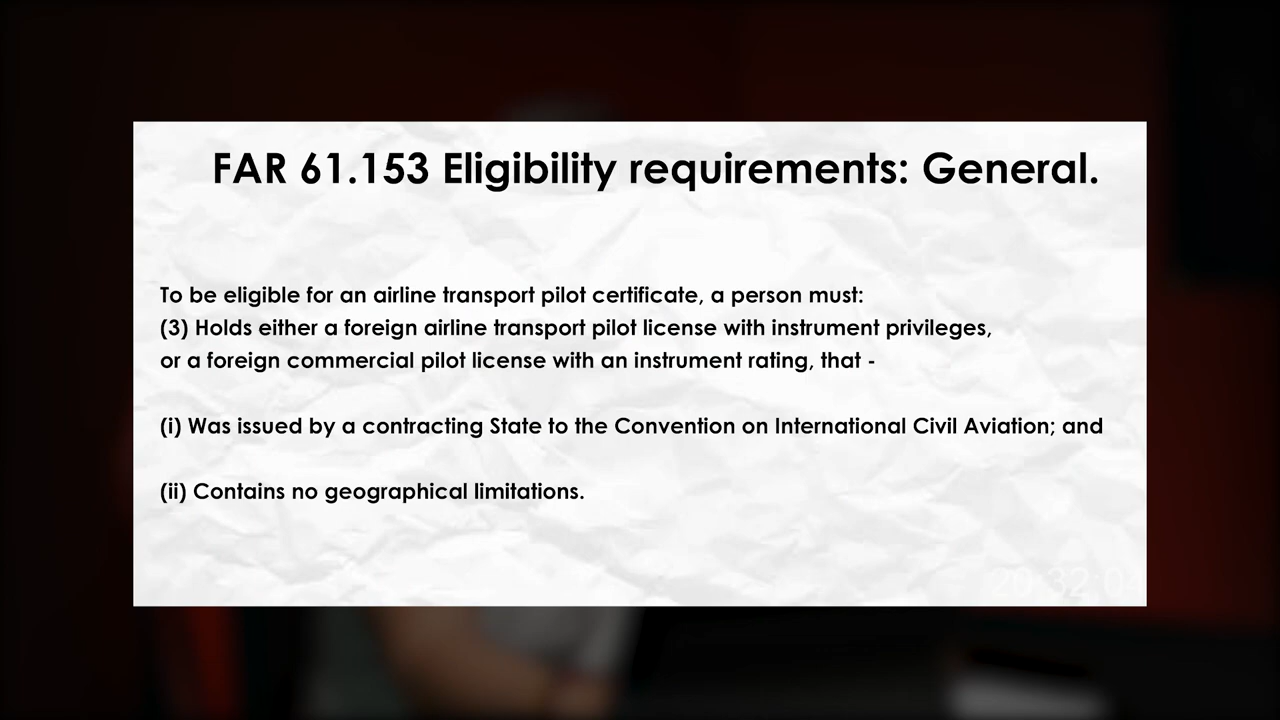 FAR 61.153 Eligibility requirements: General.
To be eligible for an airline transport pilot certificate, a person must:
(3) Holds either a foreign airline transport pilot license with instrument privileges,
or a foreign commercial pilot license with an instrument rating, that -
(i) Was issued by a contracting State to the Convention on International Civil Aviation; and
(ii) Contains no geographical limitations.